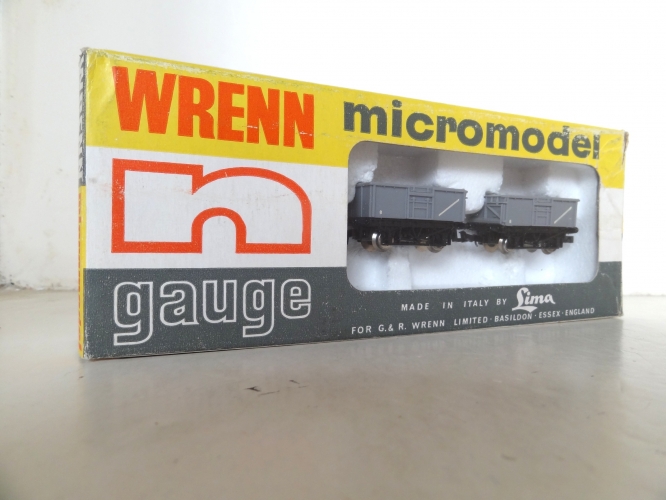 WRENN micromodel
n
gauge
MADE IN ITALY BY Lima
FOR G.& R. WRENN LIMITED · BASILDON · ESSEX · ENGLAND